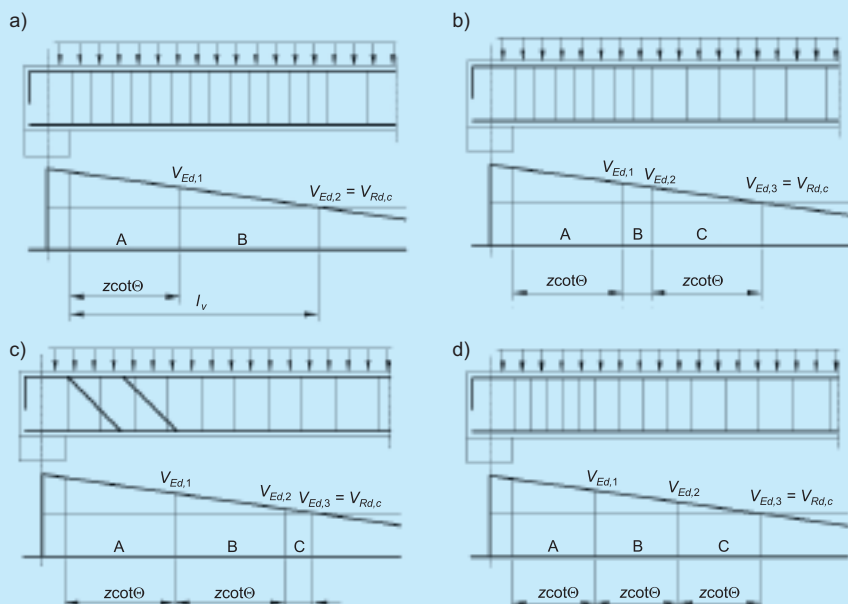 a)
V_Ed,1
V_Ed,2 = V_Rd,c
A B
zcotΘ
l_v
b)
V_Ed,1
V_Ed,2
V_Ed,3 = V_Rd,c
A B C
zcotΘ zcotΘ
c)
V_Ed,1
V_Ed,2 V_Ed,3 = V_Rd,c
A B C
zcotΘ zcotΘ
d)
V_Ed,1
V_Ed,2
V_Ed,3 = V_Rd,c
A B C
zcotΘ zcotΘ zcotΘ